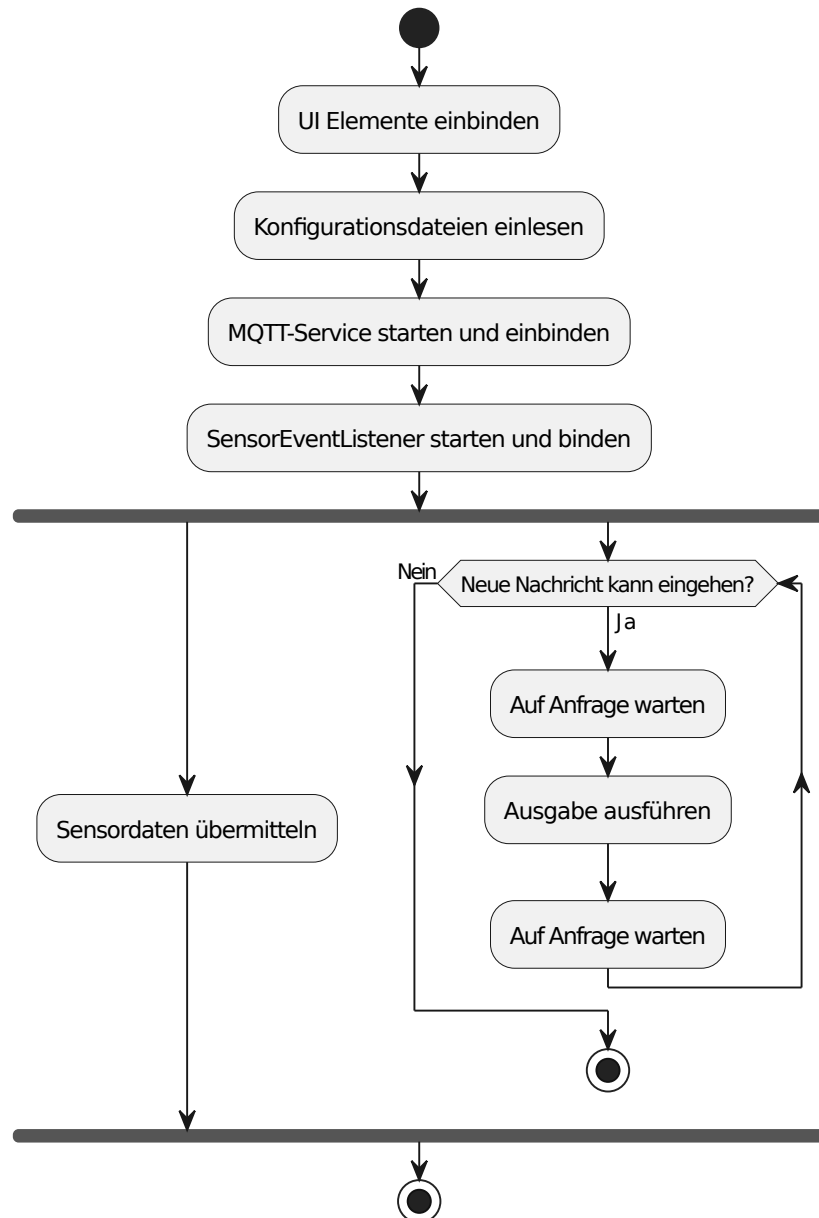 UI Elemente einbinden
Konfigurationsdateien einlesen
MQTT-Service starten und einbinden
SensorEventListener starten und binden
Nein
Neue Nachricht kann eingehen?
Ja
Auf Anfrage warten
Ausgabe ausführen
Sensordaten übermitteln
Auf Anfrage warten